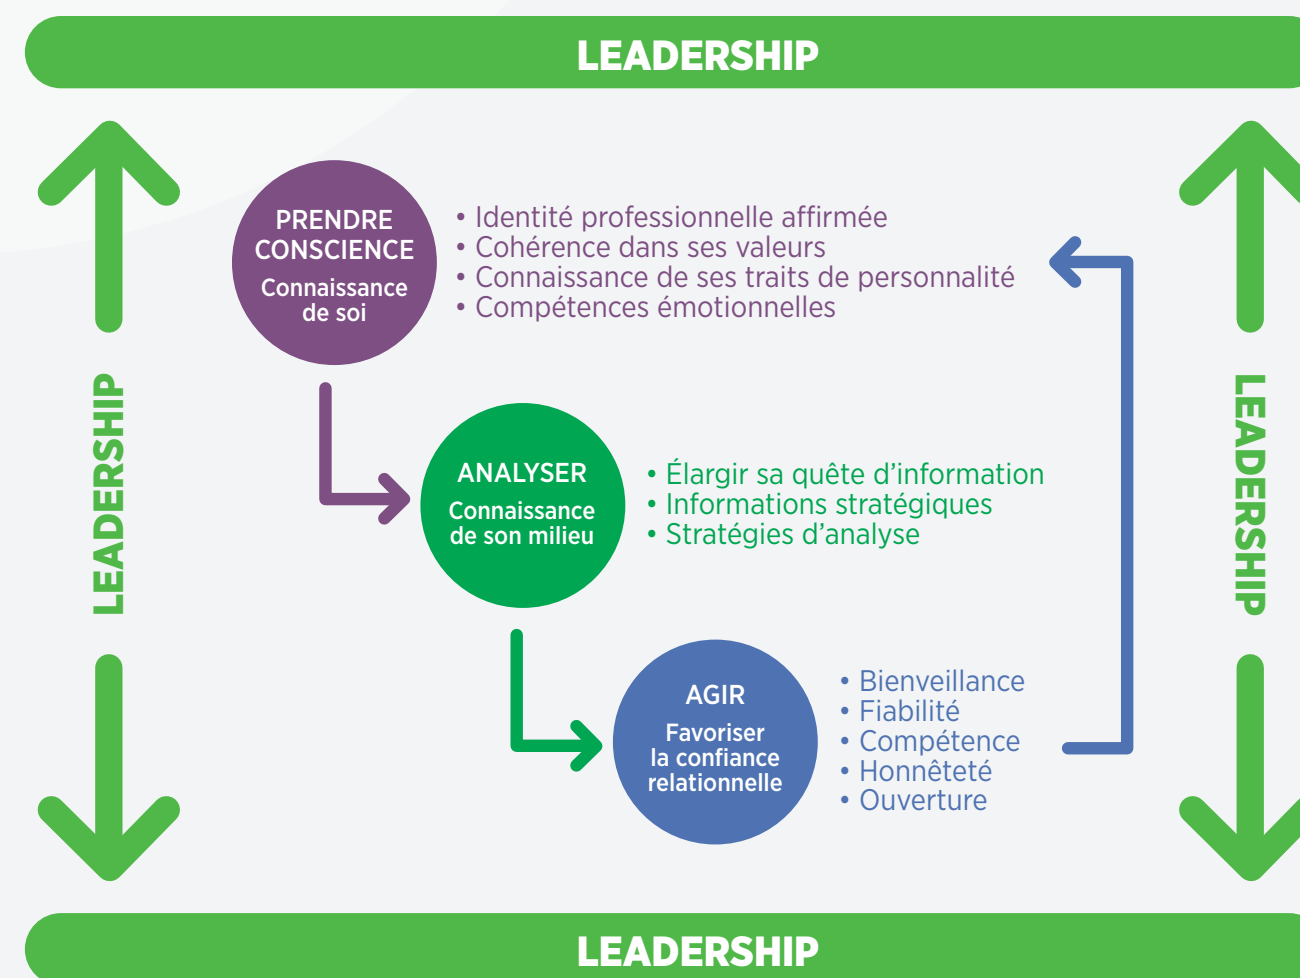 LEADERSHIP
PRENDRE
CONSCIENCE
Connaissance
de soi
• Identité professionnelle affirmée
• Cohérence dans ses valeurs
• Connaissance de ses traits de personnalité
• Compétences émotionnelles
LEADERSHIP
LEADERSHIP
ANALYSER
Connaissance
de son milieu
• Élargir sa quête d’information
• Informations stratégiques
• Stratégies d’analyse
AGIR
Favoriser
la confiance
relationnelle
• Bienveillance
• Fiabilité
• Compétence
• Honnêteté
• Ouverture
LEADERSHIP